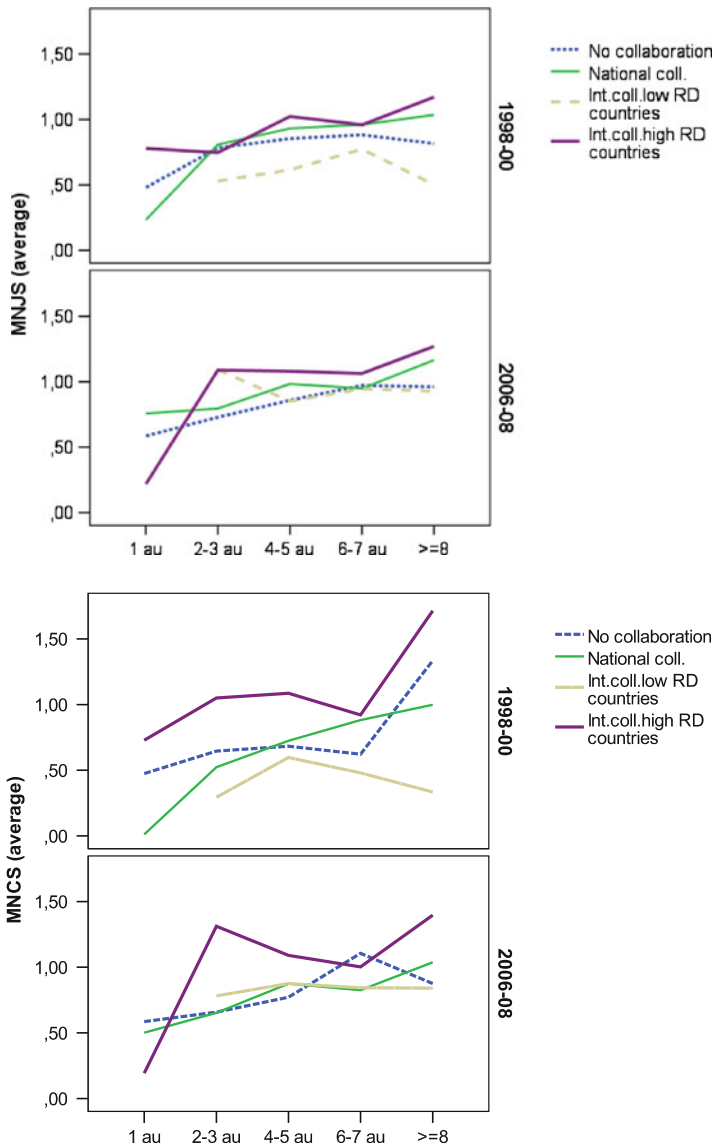 MNJS (average)
1,50
1,00
,50
,00
1998-00
No collaboration
National coll.
Int.coll.low RD
countries
Int.coll.high RD
countries
1,50
1,00
,50
,00
2006-08
1 au
2-3 au
4-5 au
6-7 au
>=8
MNCS (average)
1,50
1,00
,50
,00
1998-00
No collaboration
National coll.
Int.coll.low RD
countries
Int.coll.high RD
countries
1,50
1,00
,50
,00
2006-08
1 au
2-3 au
4-5 au
6-7 au
>=8